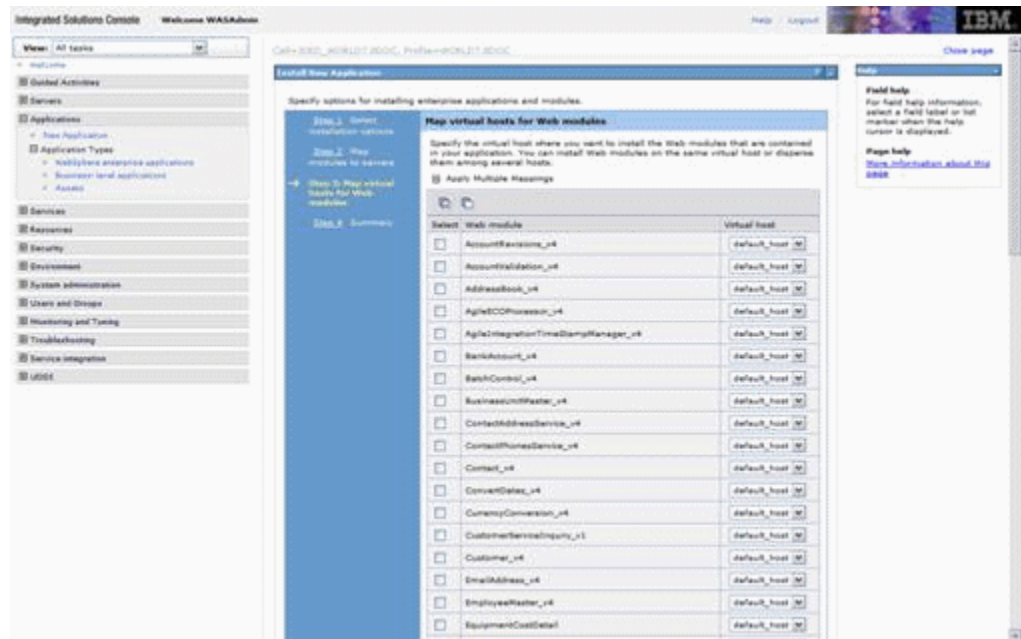 Integrated Solutions Console Welcome WASAdmin Help Logout IBM
View: All tasks
Welcome
Guided Activities
Servers
Applications
New Application
Application Types
WebSphere enterprise applications
Business-level applications
Assets
Services
Resources
Security
Environment
System administration
Users and Groups
Monitoring and Tuning
Troubleshooting
Service integration
UDDI
Close page
Install New Application
Specify options for installing enterprise applications and modules.
Step 1 Select installation options
Step 2 Map modules to servers
Step 3: Map virtual hosts for Web modules
Step 4 Summary
Map virtual hosts for Web modules
Specify the virtual host where you want to install the Web modules that are contained
in your application. You can install Web modules on the same virtual host or disperse
them among several hosts.
Apply Multiple Mappings
Select Web module Virtual host
AccountRevisions_v4 default_host
AccountValidation_v4 default_host
AddressBook_v4 default_host
AgileECOProcessor_v4 default_host
AgileIntegrationTimeStampManager_v4 default_host
BankAccount_v4 default_host
BatchControl_v4 default_host
BusinessUnitMaster_v4 default_host
ContactAddressService_v4 default_host
ContactPhonesService_v4 default_host
Contact_v4 default_host
ConvertDates_v4 default_host
CurrencyConversion_v4 default_host
CustomerServiceInquiry_v1 default_host
Customer_v4 default_host
EmailAddress_v4 default_host
EmployeeMaster_v4 default_host
EquipmentCostDetail default_host
Help
Field help
For field help information,
select a field label or list
marker when the help
cursor is displayed.
Page help
More information about this
page